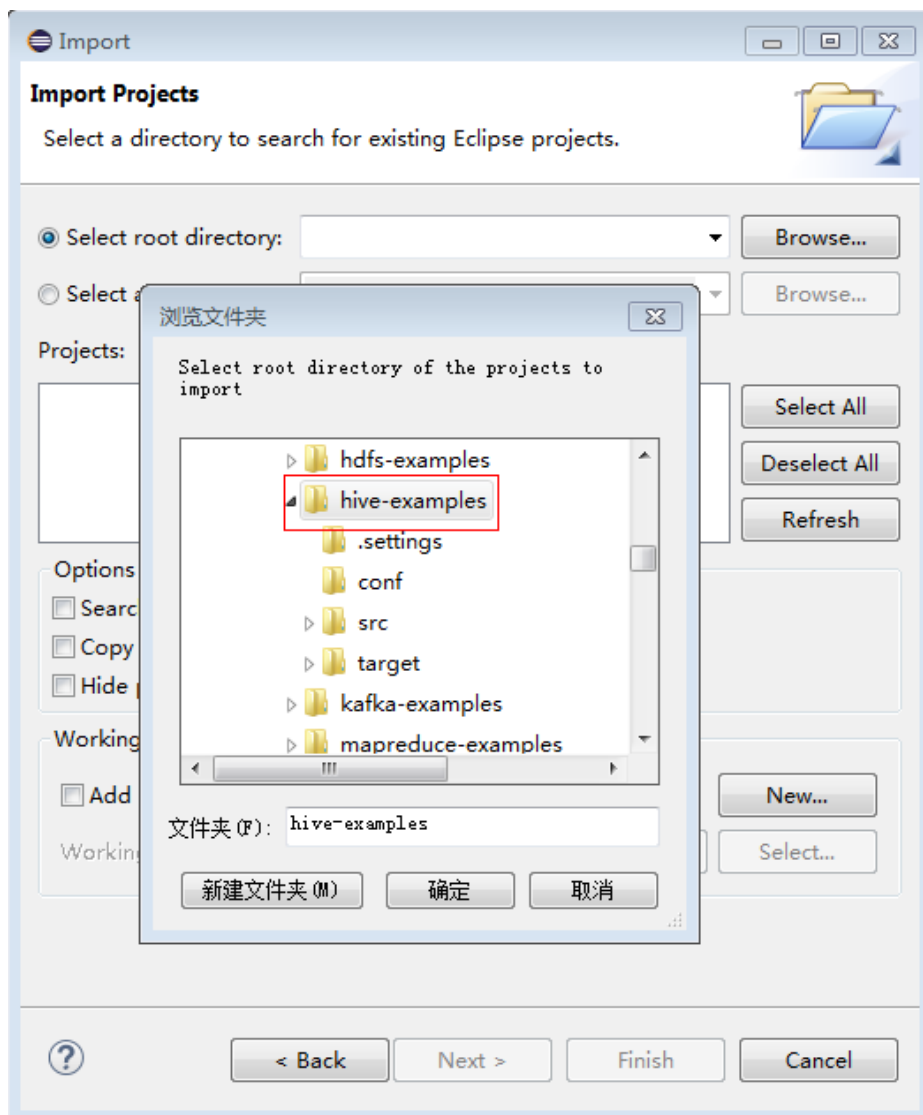 Import
Import Projects
Select a directory to search for existing Eclipse projects.
Select root directory:
Browse...
Select a
Browse...
Projects:
浏览文件夹
Select root directory of the projects to
import
hdfs-examples
hive-examples
.settings
conf
src
target
kafka-examples
mapreduce-examples
文件夹(F):
hive-examples
新建文件夹(M)
确定
取消
Select All
Deselect All
Refresh
Options
Searc
Copy
Hide
Working
Add
New...
Working
Select...
?
< Back
Next >
Finish
Cancel